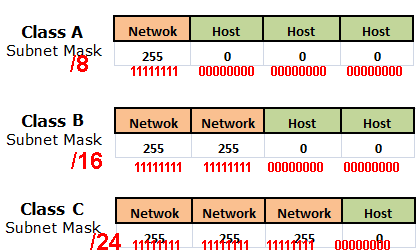 Class A
Subnet Mask
/8
Netwok Host Host Host
255 0 0 0
11111111 00000000 00000000 00000000
Class B
Subnet Mask
/16
Netwok Network Host Host
255 255 0 0
11111111 11111111 00000000 00000000
Class C
Subnet Mask
/24
Netwok Network Network Host
255 255 255 0
11111111 11111111 11111111 00000000